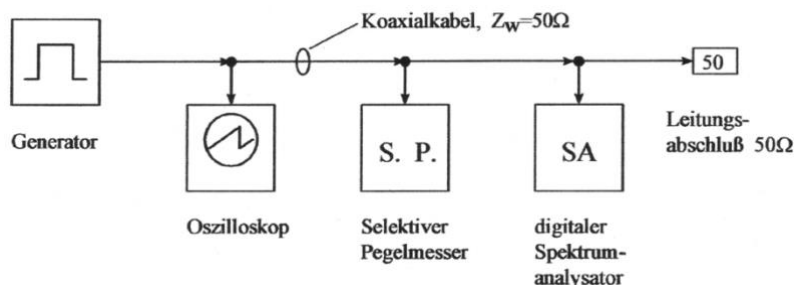 Koaxialkabel, Z_W=50Ω
50
Generator
S. P.
SA
Leitungs-
abschluß 50Ω
Oszilloskop
Selektiver
Pegelmesser
digitaler
Spektrum-
analysator